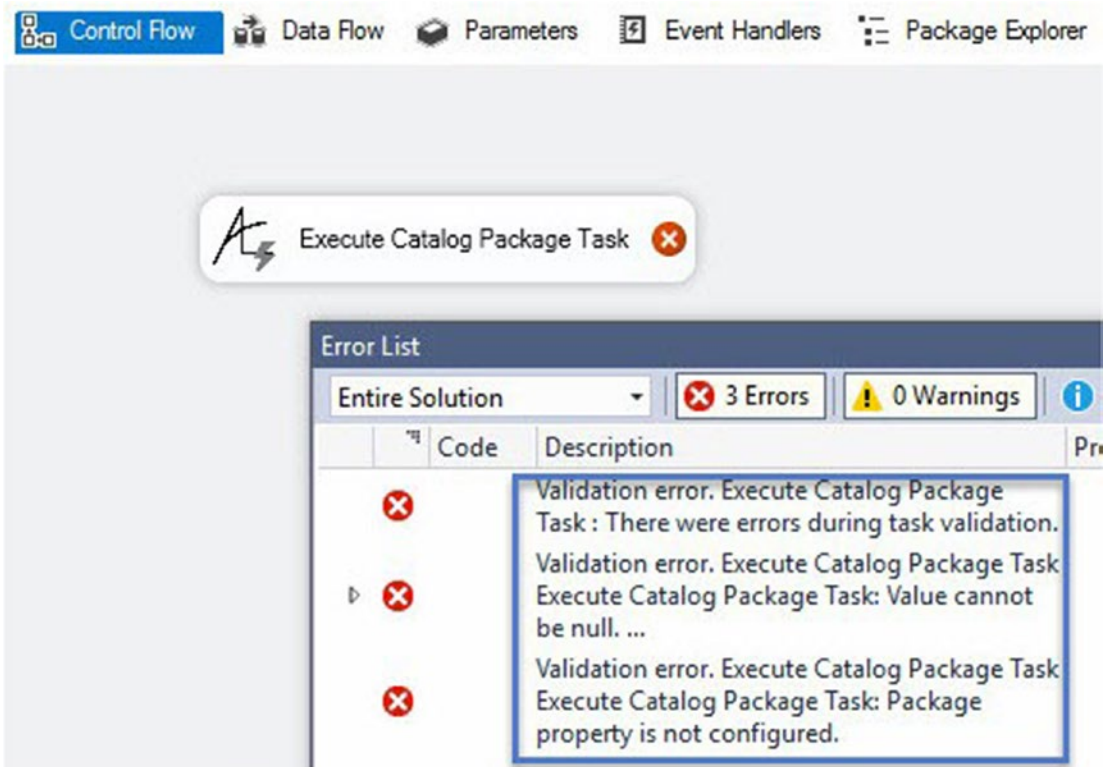 Control Flow Data Flow Parameters Event Handlers Package Explorer
Execute Catalog Package Task
Error List
Entire Solution 3 Errors 0 Warnings
Code Description
Validation error. Execute Catalog Package
Task : There were errors during task validation.
Validation error. Execute Catalog Package Task
Execute Catalog Package Task: Value cannot
be null. ...
Validation error. Execute Catalog Package Task
Execute Catalog Package Task: Package
property is not configured.